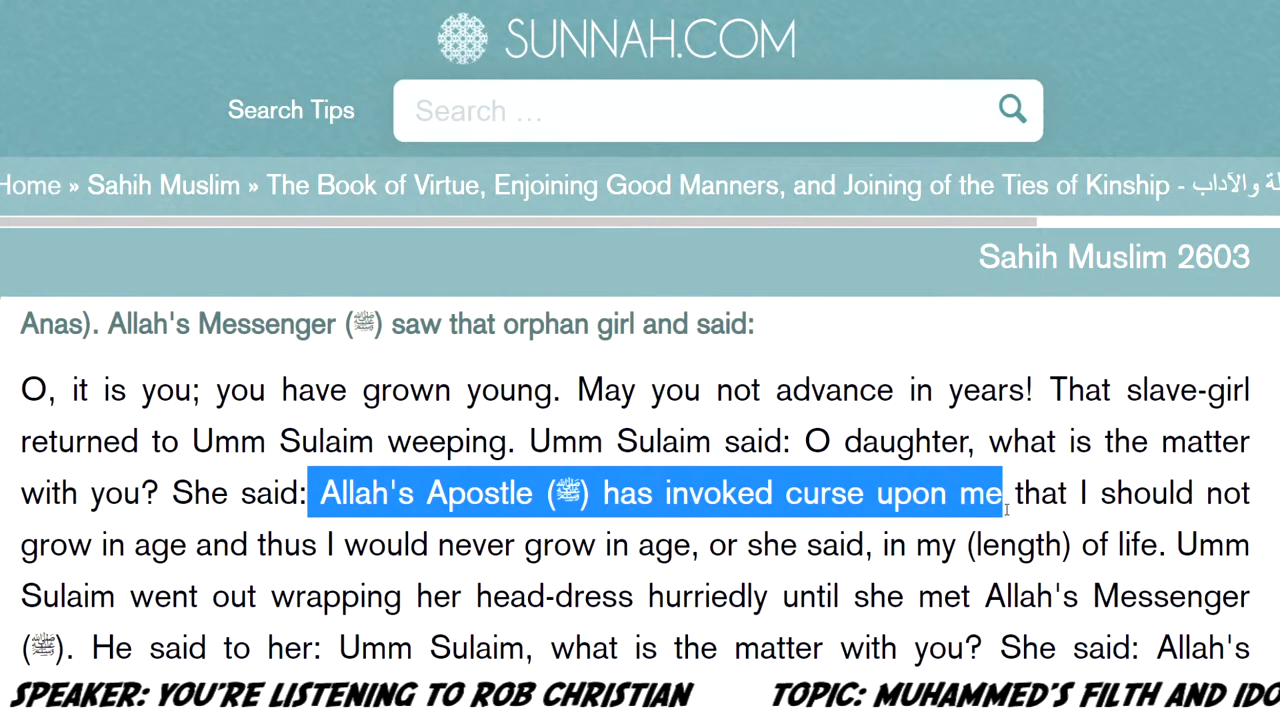 SUNNAH.COM
Search Tips
Search ...
Home » Sahih Muslim » The Book of Virtue, Enjoining Good Manners, and Joining of the Ties of Kinship - لة والآداب
Sahih Muslim 2603
Anas). Allah's Messenger (ﷺ) saw that orphan girl and said:
O, it is you; you have grown young. May you not advance in years! That slave-girl
returned to Umm Sulaim weeping. Umm Sulaim said: O daughter, what is the matter
with you? She said: Allah's Apostle (ﷺ) has invoked curse upon me that I should not
grow in age and thus I would never grow in age, or she said, in my (length) of life. Umm
Sulaim went out wrapping her head-dress hurriedly until she met Allah's Messenger
(ﷺ). He said to her: Umm Sulaim, what is the matter with you? She said: Allah's
SPEAKER: YOU'RE LISTENING TO ROB CHRISTIAN TOPIC: MUHAMMED'S FILTH AND IDO